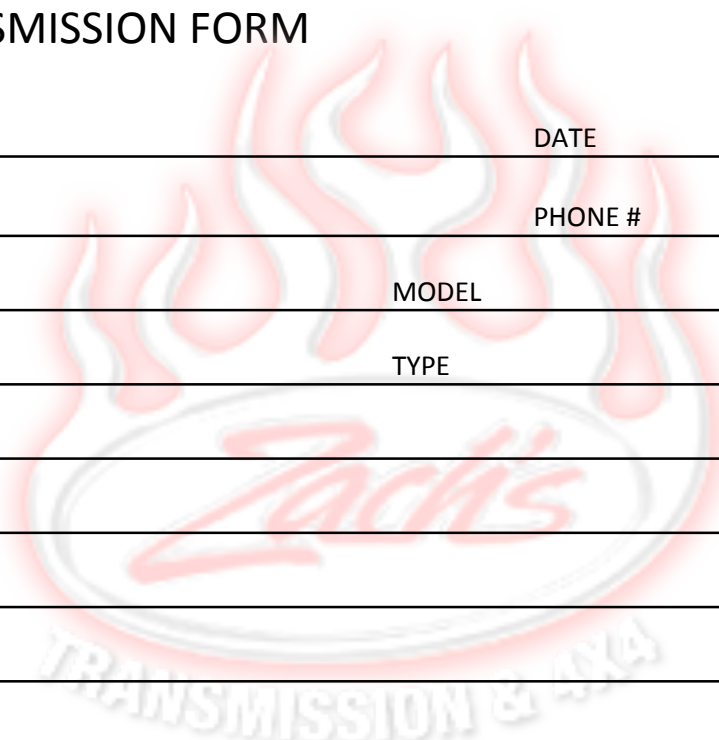 SMISSION FORM
DATE
PHONE #
MODEL
TYPE
Zach's
TRANSMISSION & 4X4